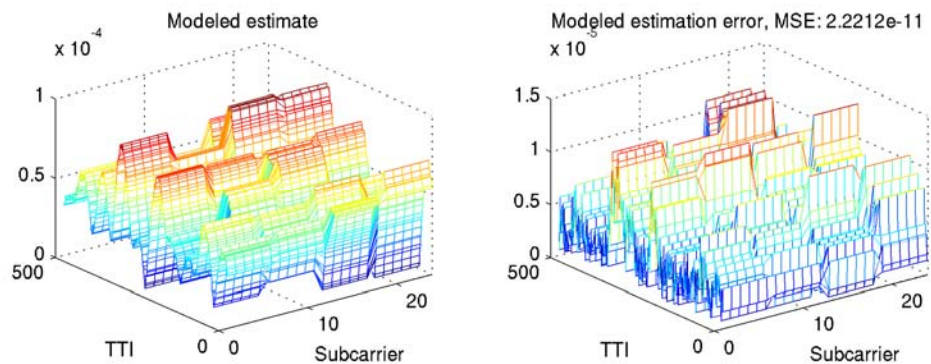 Modeled estimate
x 10^-4
1
0.5
0
500
TTI
0
0
10
20
Subcarrier
Modeled estimation error, MSE: 2.2212e-11
x 10^-5
1.5
1
0.5
0
500
TTI
0
0
10
20
Subcarrier